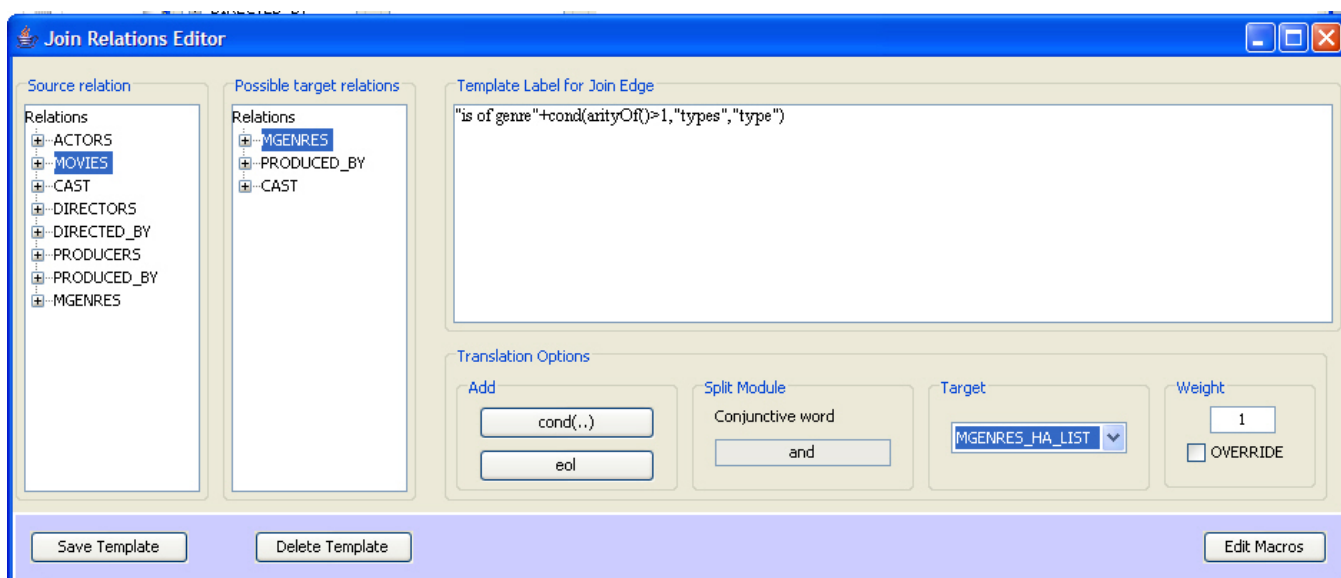 DIRECTED_BY
Join Relations Editor
Source relation
Relations
ACTORS
MOVIES
CAST
DIRECTORS
DIRECTED_BY
PRODUCERS
PRODUCED_BY
MGENRES
Possible target relations
Relations
MGENRES
PRODUCED_BY
CAST
Template Label for Join Edge
"is of genre"+cond(arityOf()>1,"types","type")
Translation Options
Add
cond(..)
eol
Split Module
Conjunctive word
and
Target
MGENRES_HA_LIST
Weight
1
OVERRIDE
Save Template
Delete Template
Edit Macros